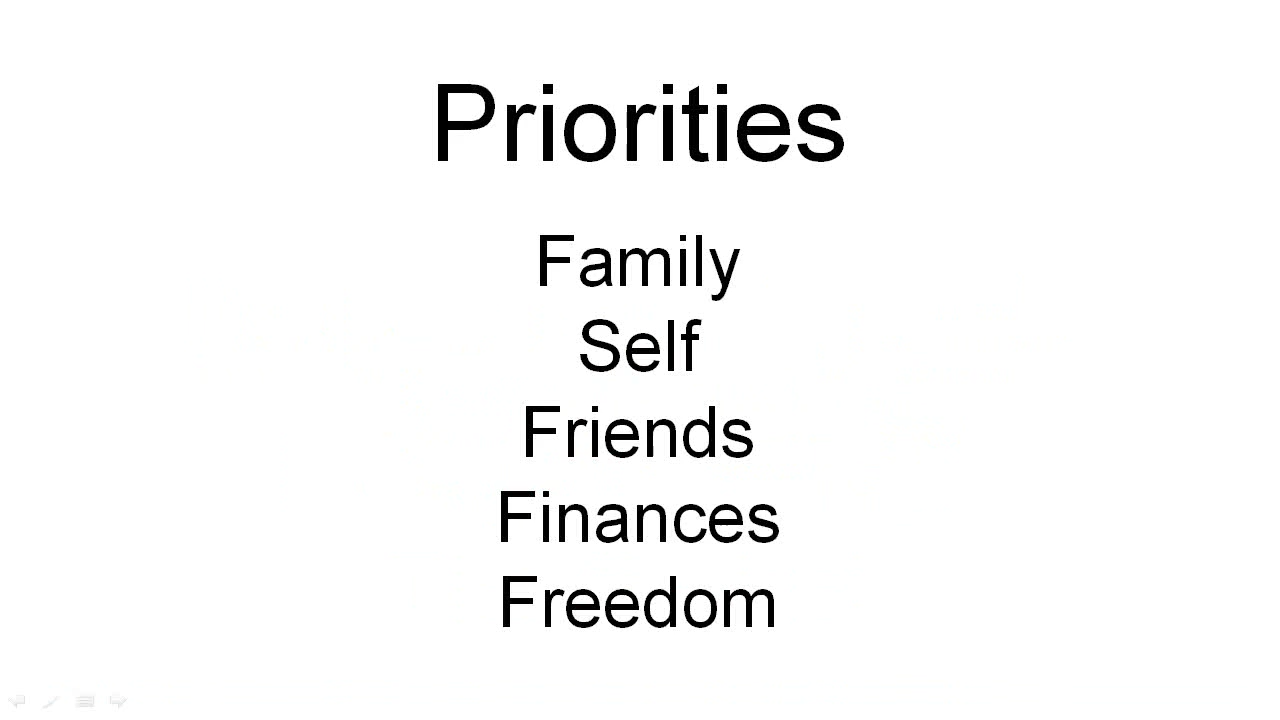 Priorities
Family
Self
Friends
Finances
Freedom